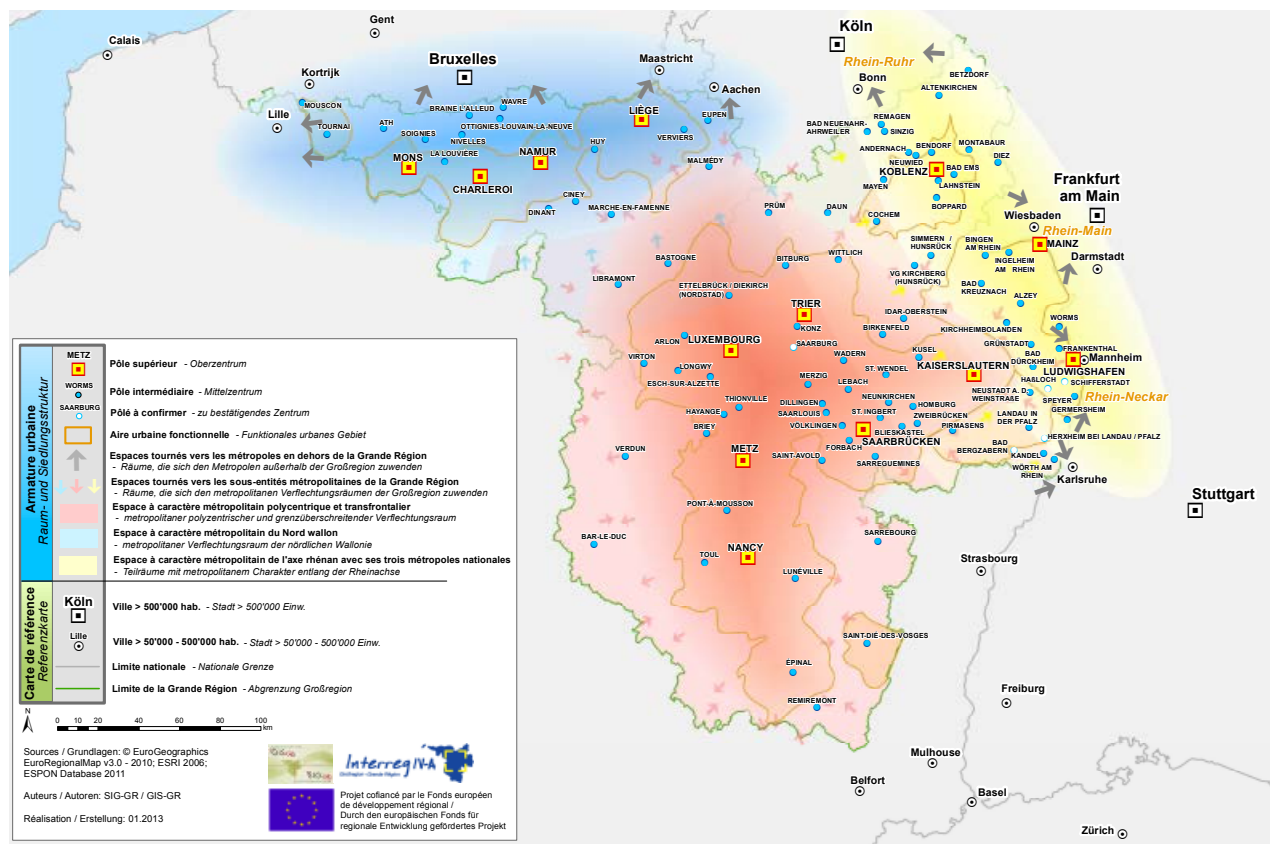 Calais
Gent
Kortrijk
Lille
Bruxelles
Maastricht
Aachen
Köln
Rhein-Ruhr
Bonn
BETZDORF
ALTENKIRCHEN
MOUSCON
TOURNAI
ATH
SOIGNIES
BRAINE L'ALLEUD
WAVRE
OTTIGNIES-LOUVAIN-LA-NEUVE
NIVELLES
LA LOUVIÈRE
MONS
CHARLEROI
NAMUR
HUY
LIÈGE
VERVIERS
EUPEN
MALMÉDY
CINEY
DINANT
MARCHE-EN-FAMENNE
REMAGEN
BAD NEUENAHR-
AHRWEILER
SINZIG
ANDERNACH
BENDORF
MONTABAUR
NEUWIED
DIEZ
KOBLENZ
BAD EMS
MAYEN
LAHNSTEIN
BOPPARD
COCHEM
PRÜM
DAUN
Frankfurt
am Main
Wiesbaden
Rhein-Main
MAINZ
Darmstadt
SIMMERN /
HUNSRÜCK
BINGEN
AM RHEIN
INGELHEIM
AM RHEIN
VG KIRCHBERG
(HUNSRÜCK)
BAD
KREUZNACH
ALZEY
WORMS
BASTOGNE
BITBURG
WITTLICH
LIBRAMONT
ETTELBRÜCK / DIEKIRCH
(NORDSTAD)
TRIER
KONZ
SAARBURG
IDAR-OBERSTEIN
BIRKENFELD
KIRCHHEIMBOLANDEN
ARLON
LUXEMBOURG
VIRTON
LONGWY
ESCH-SUR-ALZETTE
WADERN
KUSEL
GRÜNSTADT
FRANKENTHAL
Mannheim
BAD
DÜRCKHEIM
LUDWIGSHAFEN
ST. WENDEL
KAISERSLAUTERN
HAßLOCH
SCHIFFERSTADT
MERZIG
LEBACH
THIONVILLE
HAYANGE
BRIEY
DILLINGEN
SAARLOUIS
VÖLKLINGEN
NEUNKIRCHEN
ST. INGBERT
HOMBURG
ZWEIBRÜCKEN
BLIESKASTEL
PIRMASENS
NEUSTADT A. D.
WEINSTRAßE
SPEYER
Rhein-Neckar
GERMERSHEIM
LANDAU IN
DER PFALZ
HERXHEIM BEI LANDAU / PFALZ
BAD
BERGZABERN
KANDEL
WÖRTH AM
RHEIN
Karlsruhe
VERDUN
METZ
SAINT-AVOLD
FORBACH
SAARBRÜCKEN
SARREGUEMINES
Stuttgart
PONT-À-MOUSSON
BAR-LE-DUC
TOUL
NANCY
SARREBOURG
LUNÉVILLE
Strasbourg
SAINT-DIÉ-DES-VOSGES
ÉPINAL
REMIREMONT
Freiburg
Mulhouse
Belfort
Basel
Zürich
Armature urbaine
Raum- und Siedlungsstruktur
METZ
Pôle supérieur - Oberzentrum
WORMS
Pôle intermédiaire - Mittelzentrum
SAARBURG
Pôlé à confirmer - zu bestätigendes Zentrum
Aire urbaine fonctionnelle - Funktionales urbanes Gebiet
Espaces tournés vers les métropoles en dehors de la Grande Région
- Räume, die sich den Metropolen außerhalb der Großregion zuwenden
Espaces tournés vers les sous-entités métropolitaines de la Grande Région
- Räume, die sich den metropolitanen Verflechtungsräumen der Großregion zuwenden
Espace à caractère métropolitain polycentrique et transfrontalier
- metropolitaner polyzentrischer und grenzüberschreitender Verflechtungsraum
Espace à caractère métropolitain du Nord wallon
- metropolitaner Verflechtungsraum der nördlichen Wallonie
Espace à caractère métropolitain de l'axe rhénan avec ses trois métropoles nationales
- Teilräume mit metropolitanem Charakter entlang der Rheinachse
Carte de référence
Referenzkarte
Köln
Ville > 500'000 hab. - Stadt > 500'000 Einw.
Lille
Ville > 50'000 - 500'000 hab. - Stadt > 50'000 - 500'000 Einw.
Limite nationale - Nationale Grenze
Limite de la Grande Région - Abgrenzung Großregion
N
0 10 20 40 60 80 100
km
Sources / Grundlagen: © EuroGeographics
EuroRegionalMap v3.0 - 2010; ESRI 2006;
ESPON Database 2011
Auteurs / Autoren: SIG-GR / GIS-GR
Réalisation / Erstellung: 01.2013
Interreg IV-A
Projet cofiancé par le Fonds européen
de développement régional /
Durch den europäischen Fonds für
regionale Entwicklung gefördertes Projekt